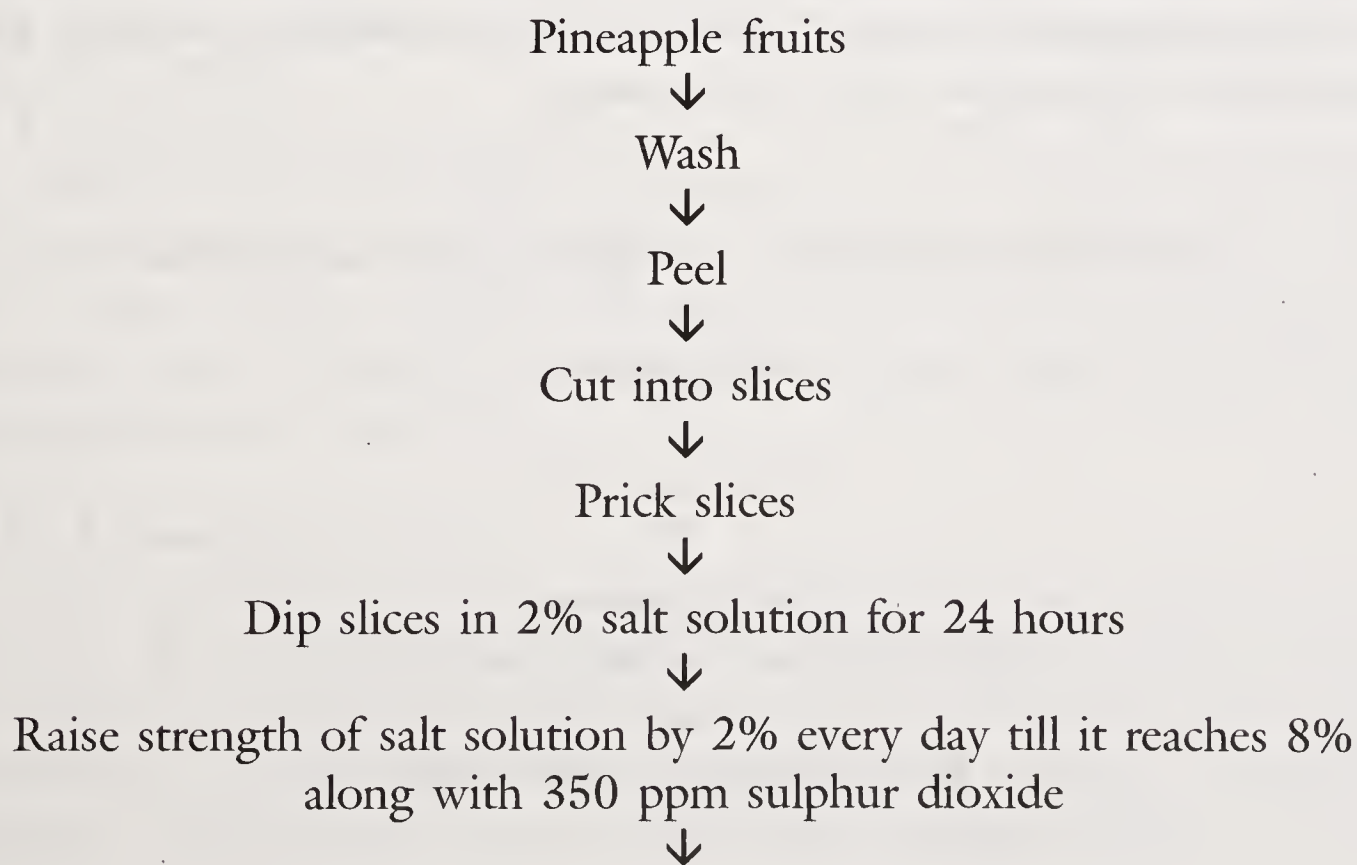 Pineapple fruits
↓
Wash
↓
Peel
↓
Cut into slices
↓
Prick slices
↓
Dip slices in 2% salt solution for 24 hours
↓
Raise strength of salt solution by 2% every day till it reaches 8%
along with 350 ppm sulphur dioxide
↓